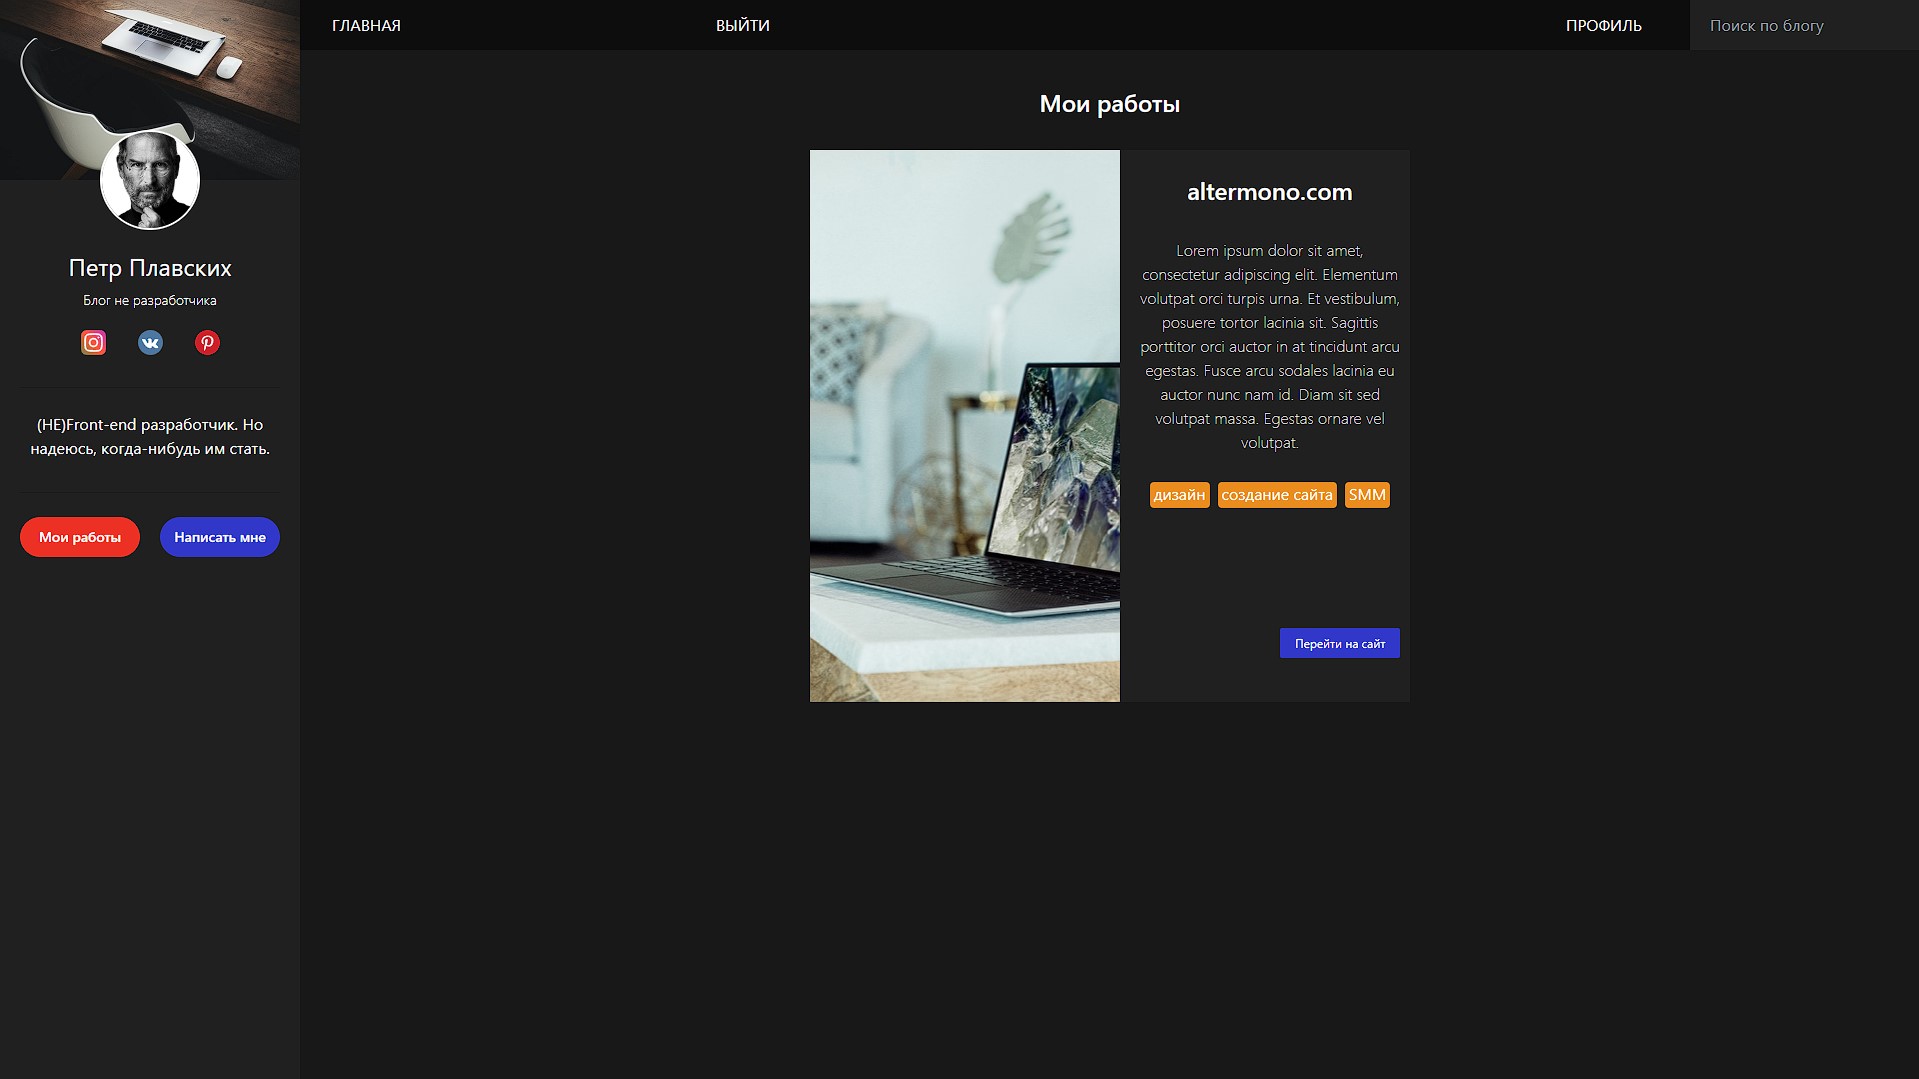 ГЛАВНАЯ
ВЫЙТИ
ПРОФИЛЬ
Поиск по блогу
Петр Плавских
Блог не разработчика
(НЕ)Front-end разработчик. Но
надеюсь, когда-нибудь им стать.
Мои работы
Написать мне
Мои работы
altermono.com
Lorem ipsum dolor sit amet,
consectetur adipiscing elit. Elementum
volutpat orci turpis urna. Et vestibulum,
posuere tortor lacinia sit. Sagittis
porttitor orci auctor in at tincidunt arcu
egestas. Fusce arcu sodales lacinia eu
auctor nunc nam id. Diam sit sed
volutpat massa. Egestas ornare vel
volutpat.
дизайн создание сайта SMM
Перейти на сайт